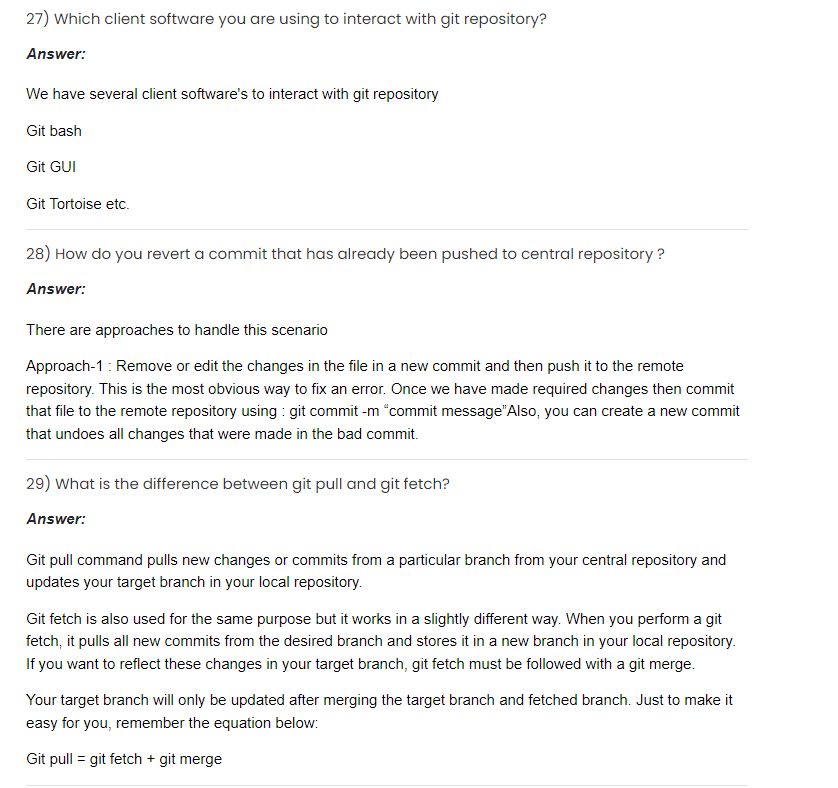 27) Which client software you are using to interact with git repository?
Answer:
We have several client software's to interact with git repository
Git bash
Git GUI
Git Tortoise etc.
28) How do you revert a commit that has already been pushed to central repository ?
Answer:
There are approaches to handle this scenario
Approach-1 : Remove or edit the changes in the file in a new commit and then push it to the remote
repository. This is the most obvious way to fix an error. Once we have made required changes then commit
that file to the remote repository using : git commit -m “commit message”Also, you can create a new commit
that undoes all changes that were made in the bad commit.
29) What is the difference between git pull and git fetch?
Answer:
Git pull command pulls new changes or commits from a particular branch from your central repository and
updates your target branch in your local repository.
Git fetch is also used for the same purpose but it works in a slightly different way. When you perform a git
fetch, it pulls all new commits from the desired branch and stores it in a new branch in your local repository.
If you want to reflect these changes in your target branch, git fetch must be followed with a git merge.
Your target branch will only be updated after merging the target branch and fetched branch. Just to make it
easy for you, remember the equation below:
Git pull = git fetch + git merge